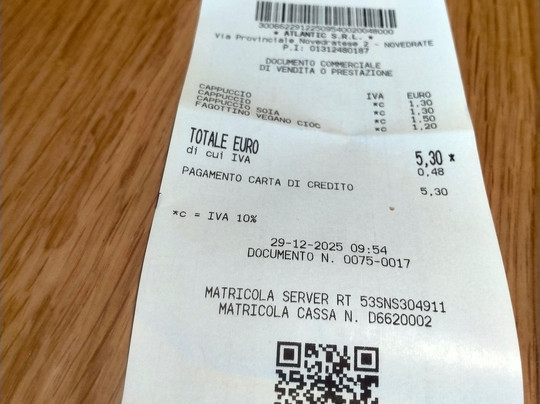 * ATLANTIC S.R.L. *
Via Provinciale Novedratese 2 - NOVEDRATE
P.I: 01312480187
DOCUMENTO COMMERCIALE
DI VENDITA O PRESTAZIONE
IVA EURO
CAPPUCCIO *c 1,30
CAPPUCCIO *c 1,30
CAPPUCCIO SOIA *c 1,50
FAGOTTINO VEGANO CIOC *c 1,20
TOTALE EURO 5,30 *
di cui IVA 0,48
PAGAMENTO CARTA DI CREDITO 5,30
*c = IVA 10%
29-12-2025 09:54
DOCUMENTO N. 0075-0017
MATRICOLA SERVER RT 53SNS304911
MATRICOLA CASSA N. D6620002